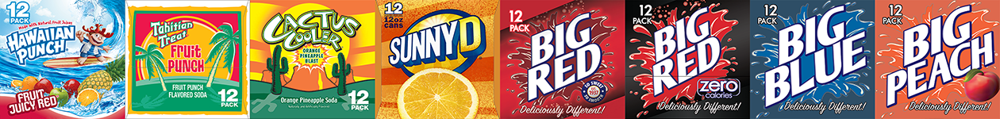 12
PACK
made with Natural Fruit Juices
HAWAIIAN
PUNCH
FRUIT
JUICY RED
Tahitian
Treat
Fruit
PUNCH
FRUIT PUNCH
FLAVORED SODA
12
PACK
CACTUS
COOLER
ORANGE
PINEAPPLE
BLAST
Orange Pineapple Soda
Naturally and Artificially Flavored
12
PACK
12
12oz
cans
SUNNYD
12
PACK
BIG
RED
SO SWEET
1937
SO SMOOTH
Deliciously Different!
12
PACK
BIG
RED
zero
calories
Deliciously Different!
12
PACK
BIG
BLUE
Deliciously Different!
12
PACK
BIG
PEACH
Deliciously Different!